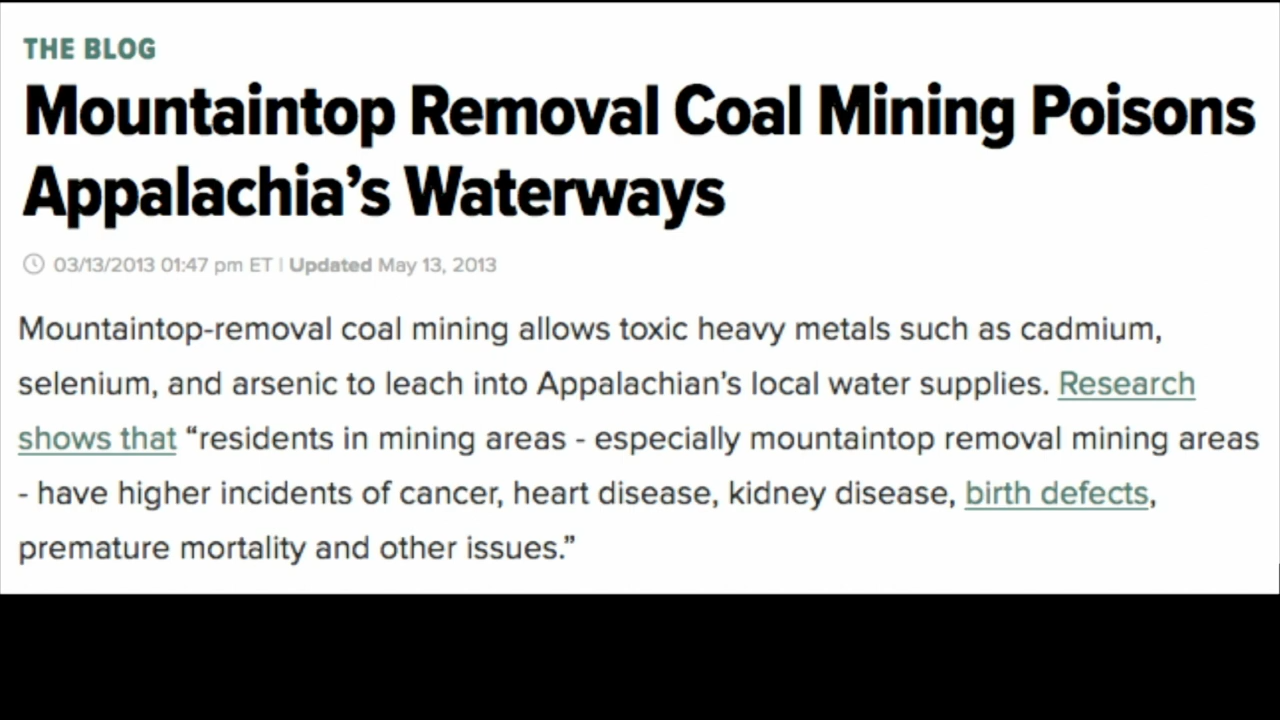 THE BLOG
Mountaintop Removal Coal Mining Poisons
Appalachia’s Waterways
03/13/2013 01:47 pm ET | Updated May 13, 2013
Mountaintop-removal coal mining allows toxic heavy metals such as cadmium,
selenium, and arsenic to leach into Appalachian’s local water supplies. Research
shows that “residents in mining areas - especially mountaintop removal mining areas
- have higher incidents of cancer, heart disease, kidney disease, birth defects,
premature mortality and other issues.”